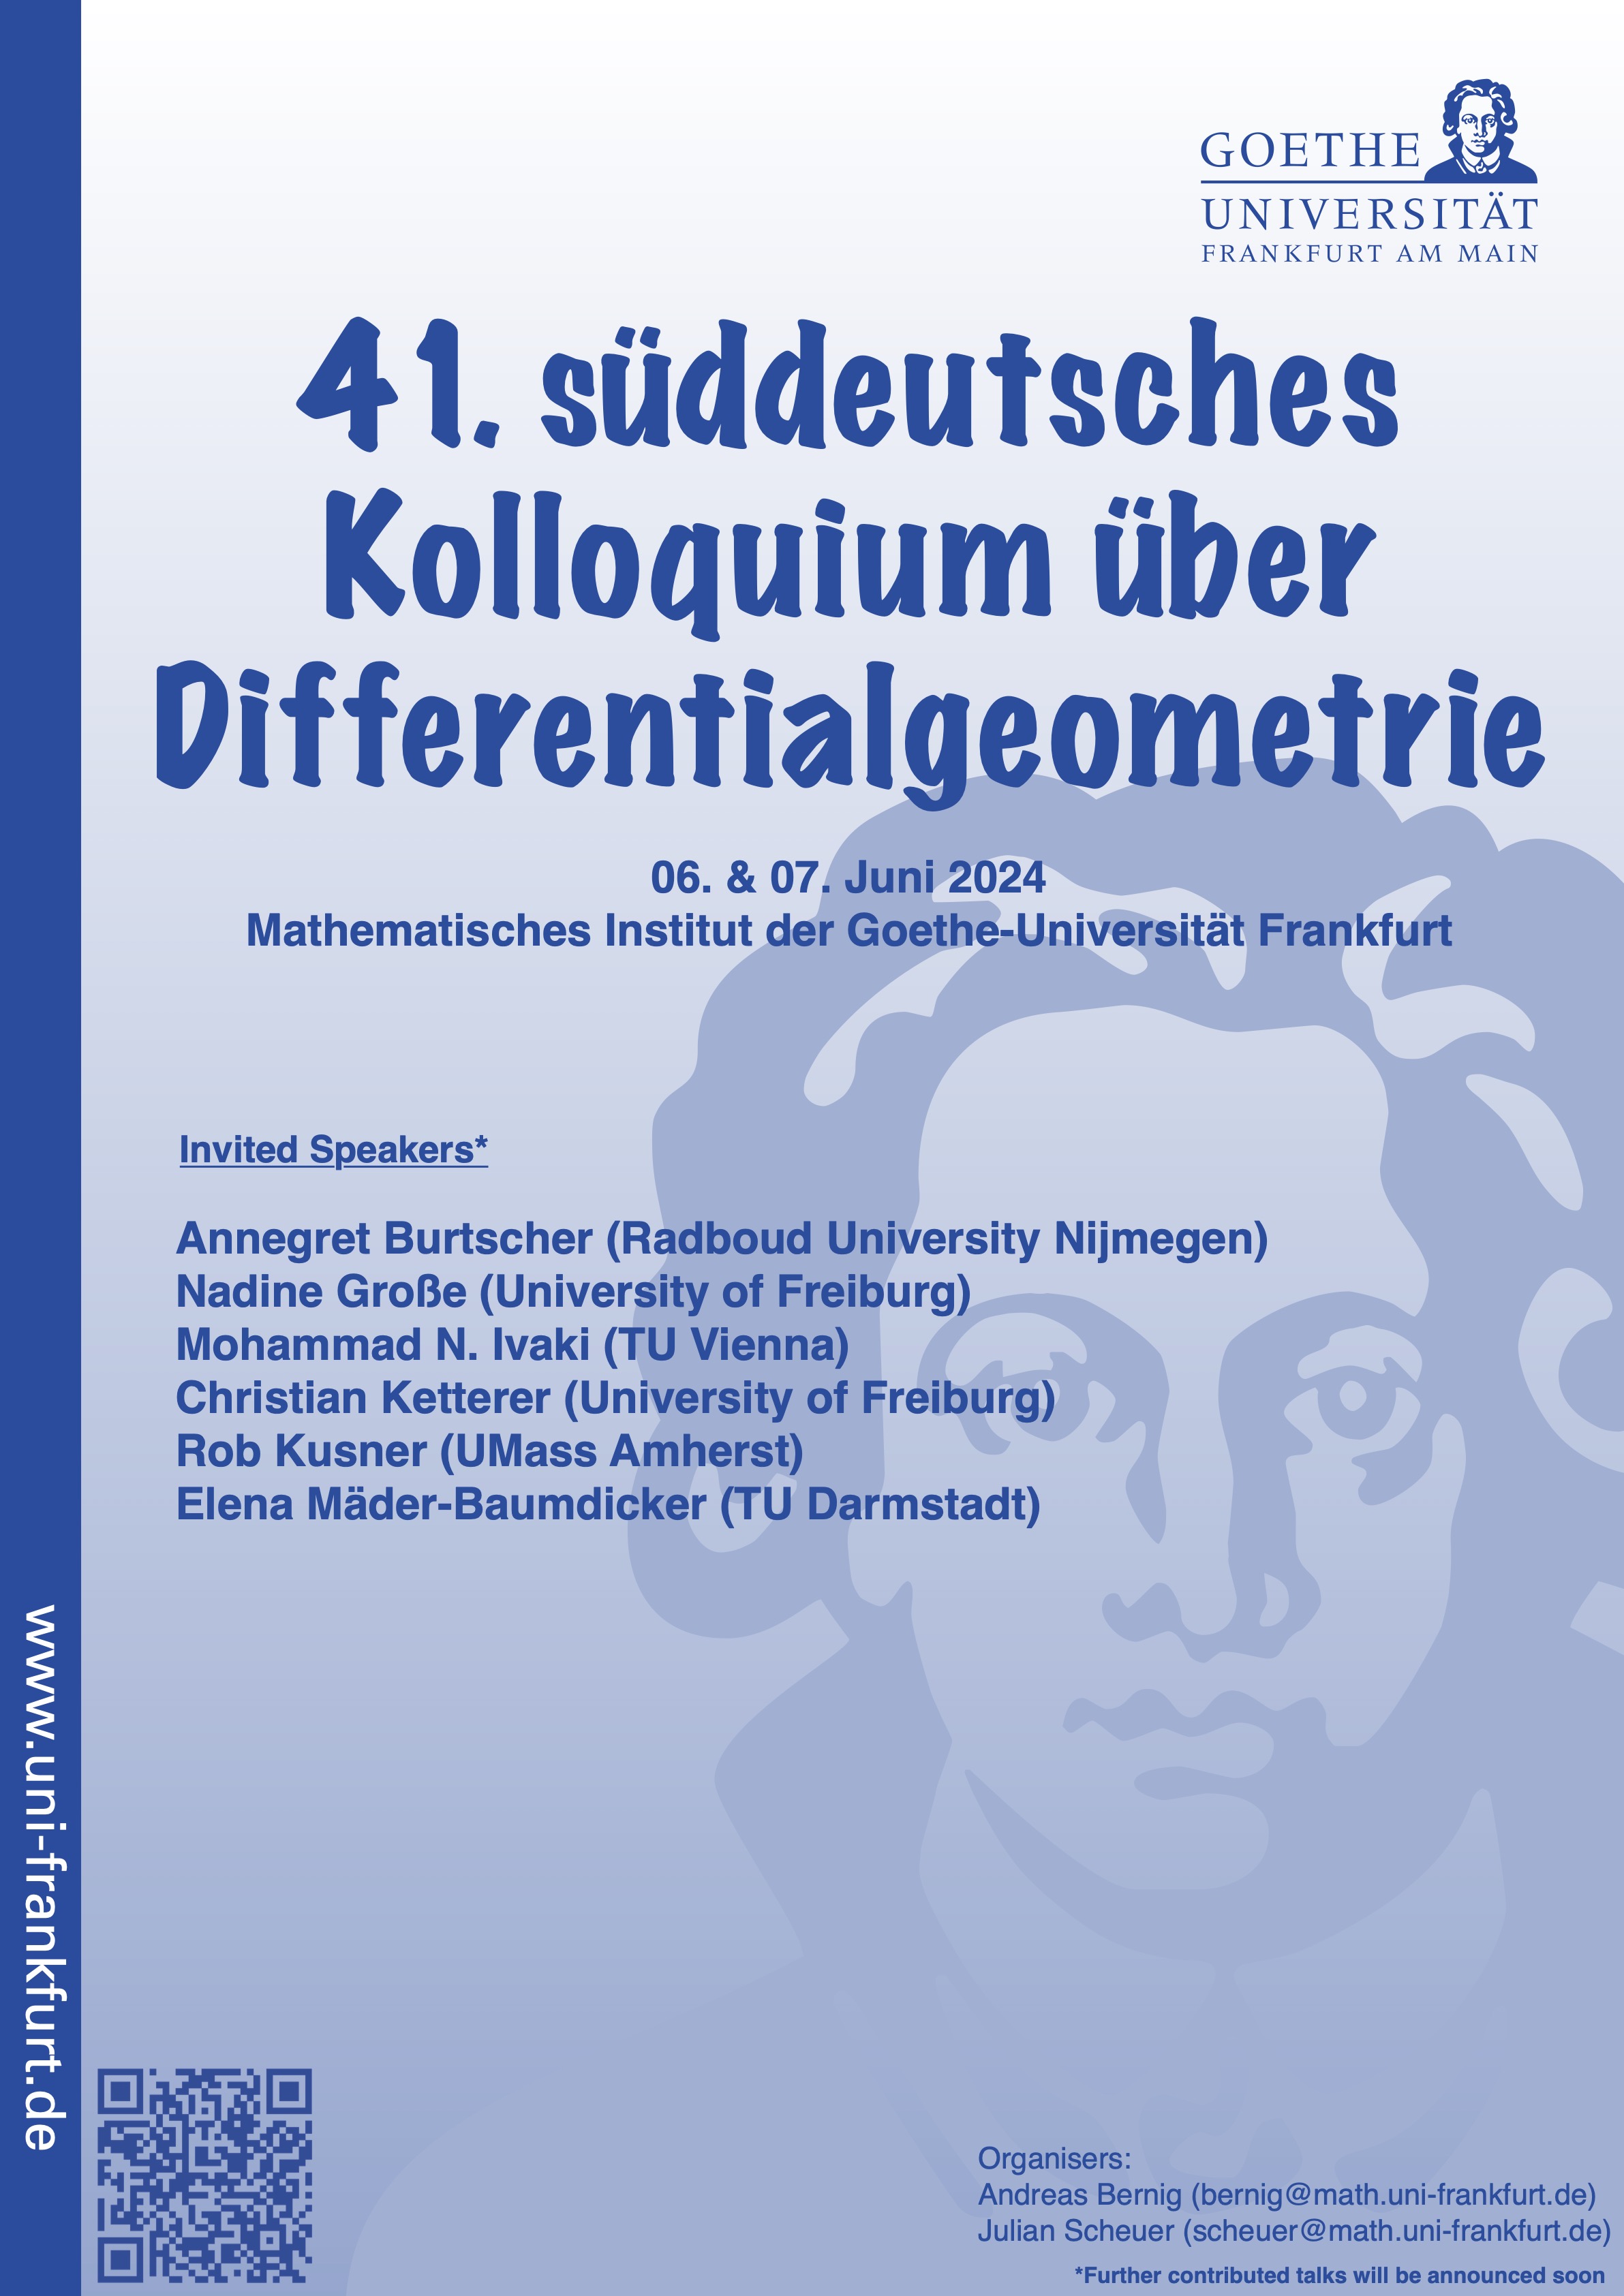 GOETHE
UNIVERSITÄT
FRANKFURT AM MAIN
41. süddeutsches
Kolloquium über
Differentialgeometrie
06. & 07. Juni 2024
Mathematisches Institut der Goethe-Universität Frankfurt
Invited Speakers*
Annegret Burtscher (Radboud University Nijmegen)
Nadine Große (University of Freiburg)
Mohammad N. Ivaki (TU Vienna)
Christian Ketterer (University of Freiburg)
Rob Kusner (UMass Amherst)
Elena Mäder-Baumdicker (TU Darmstadt)
www.uni-frankfurt.de
Organisers:
Andreas Bernig (bernig@math.uni-frankfurt.de)
Julian Scheuer (scheuer@math.uni-frankfurt.de)
*Further contributed talks will be announced soon